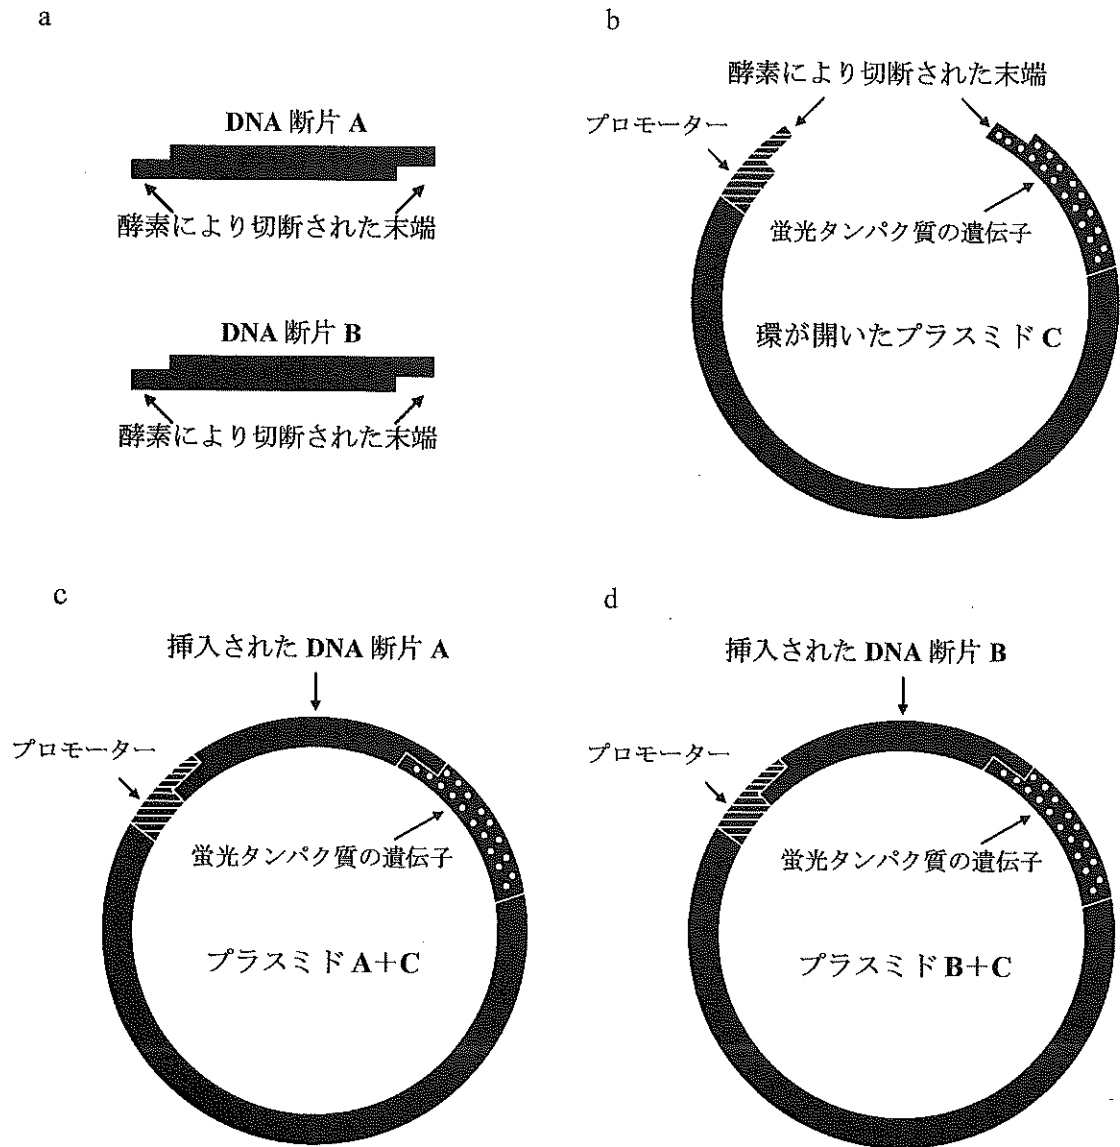 a
DNA 断片 A
酵素により切断された末端
DNA 断片 B
酵素により切断された末端
b
酵素により切断された末端
プロモーター
蛍光タンパク質の遺伝子
環が開いたプラスミド C
c
挿入された DNA 断片 A
プロモーター
蛍光タンパク質の遺伝子
プラスミド A+C
d
挿入された DNA 断片 B
プロモーター
蛍光タンパク質の遺伝子
プラスミド B+C